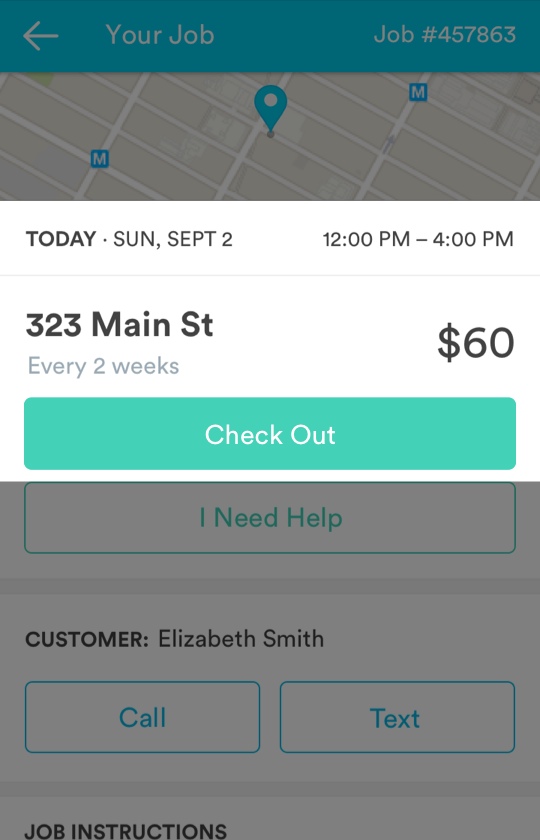 Your Job Job #457863
M
M
TODAY · SUN, SEPT 2 12:00 PM – 4:00 PM
323 Main St
$60
Every 2 weeks
Check Out
I Need Help
CUSTOMER: Elizabeth Smith
Call Text
JOB INSTRUCTIONS